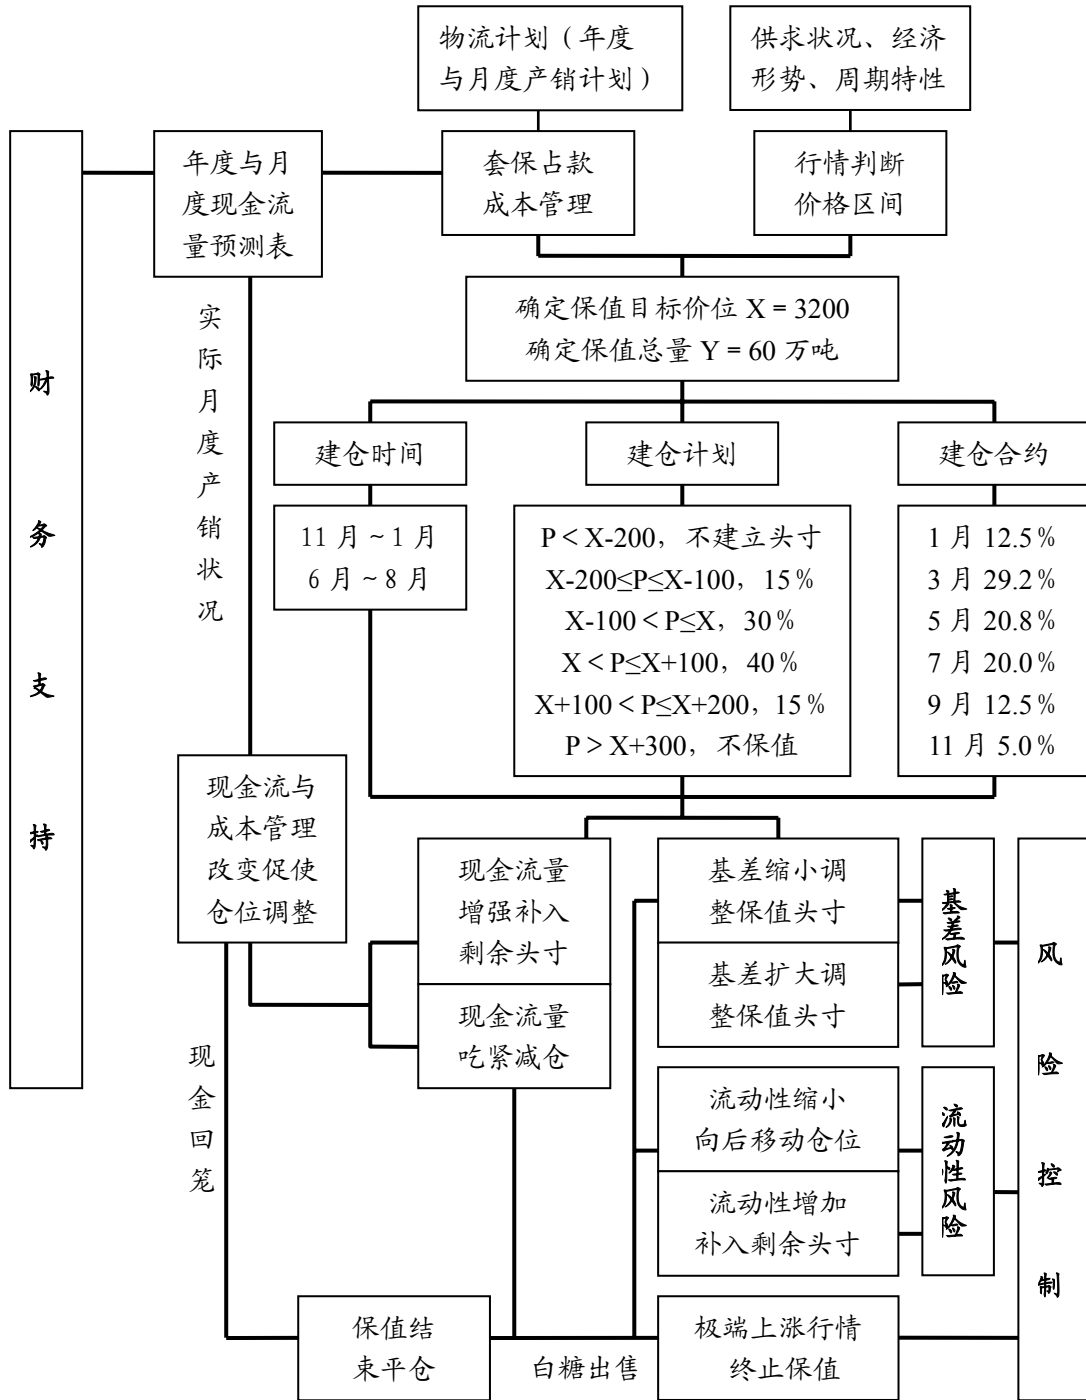 物流计划（年度
与月度产销计划）
供求状况、经济
形势、周期特性
年度与月
度现金流
量预测表
套保占款
成本管理
行情判断
价格区间
确定保值目标价位 X = 3200
确定保值总量 Y = 60 万吨
财务支持
实际月度产销状况
建仓时间
建仓计划
建仓合约
11 月 ~ 1 月
6 月 ~ 8 月
P < X-200，不建立头寸
X-200≤P≤X-100，15%
X-100 < P≤X，30%
X < P≤X+100，40%
X+100 < P≤X+200，15%
P > X+300，不保值
1 月 12.5%
3 月 29.2%
5 月 20.8%
7 月 20.0%
9 月 12.5%
11 月 5.0%
现金流与
成本管理
改变促使
仓位调整
现金流量
增强补入
剩余头寸
现金流量
吃紧减仓
基差缩小调
整保值头寸
基差扩大调
整保值头寸
基差风险
流动性缩小
向后移动仓位
流动性增加
补入剩余头寸
流动性风险
风险控制
现金回笼
保值结
束平仓
白糖出售
极端上涨行情
终止保值